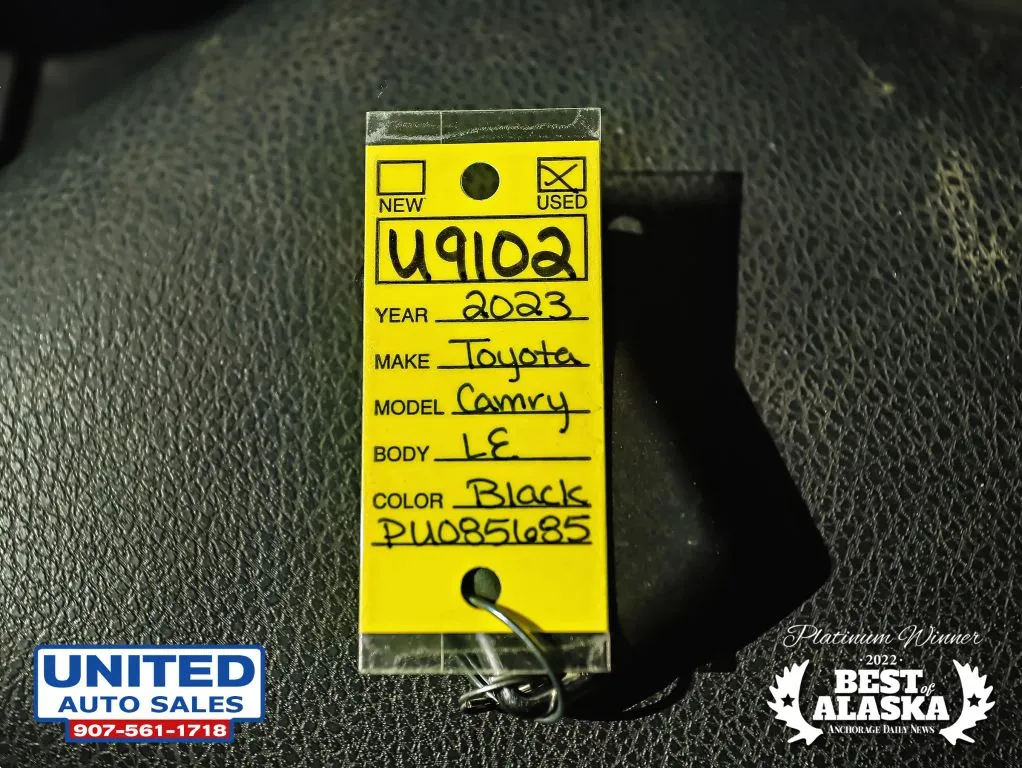 NEW USED
U9102
YEAR 2023
MAKE Toyota
MODEL Camry
BODY LE
COLOR Black
PU085685
UNITED
AUTO SALES
907-561-1718
Platinum Winner
·2022·
BEST of
ALASKA
ANCHORAGE DAILY NEWS